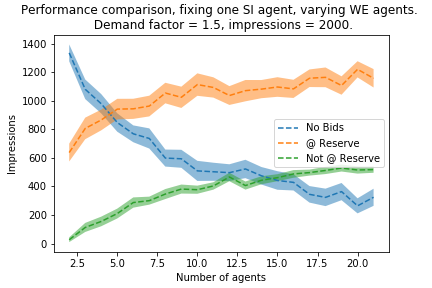 Performance comparison, fixing one SI agent, varying WE agents.
Demand factor = 1.5, impressions = 2000.
1400
1200
1000
800
600
400
200
0
Impressions
No Bids
@ Reserve
Not @ Reserve
2.5 5.0 7.5 10.0 12.5 15.0 17.5 20.0
Number of agents